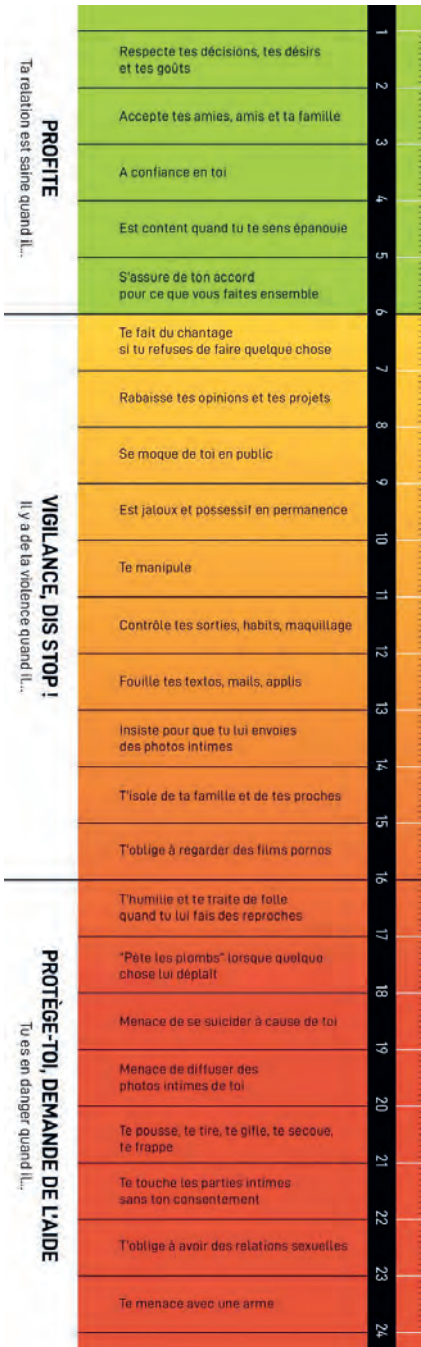 PROFITE
Ta relation est saine quand il...
1
Respecte tes décisions, tes désirs
et tes goûts
2
Accepte tes amies, amis et ta famille
3
A confiance en toi
4
Est content quand tu te sens épanouie
5
S'assure de ton accord
pour ce que vous faites ensemble
6
VIGILANCE, DIS STOP !
Il y a de la violence quand il...
Te fait du chantage
si tu refuses de faire quelque chose
7
Rabaisse tes opinions et tes projets
8
Se moque de toi en public
9
Est jaloux et possessif en permanence
10
Te manipule
11
Contrôle tes sorties, habits, maquillage
12
Fouille tes textos, mails, applis
13
Insiste pour que tu lui envoies
des photos intimes
14
T'isole de ta famille et de tes proches
15
T'oblige à regarder des films pornos
16
PROTÈGE-TOI, DEMANDE DE L'AIDE
Tu es en danger quand il...
T'humilie et te traite de folle
quand tu lui fais des reproches
17
"Pète les plombs" lorsque quelque
chose lui déplaît
18
Menace de se suicider à cause de toi
19
Menace de diffuser des
photos intimes de toi
20
Te pousse, te tire, te gifle, te secoue,
te frappe
21
Te touche les parties intimes
sans ton consentement
22
T'oblige à avoir des relations sexuelles
23
Te menace avec une arme
24